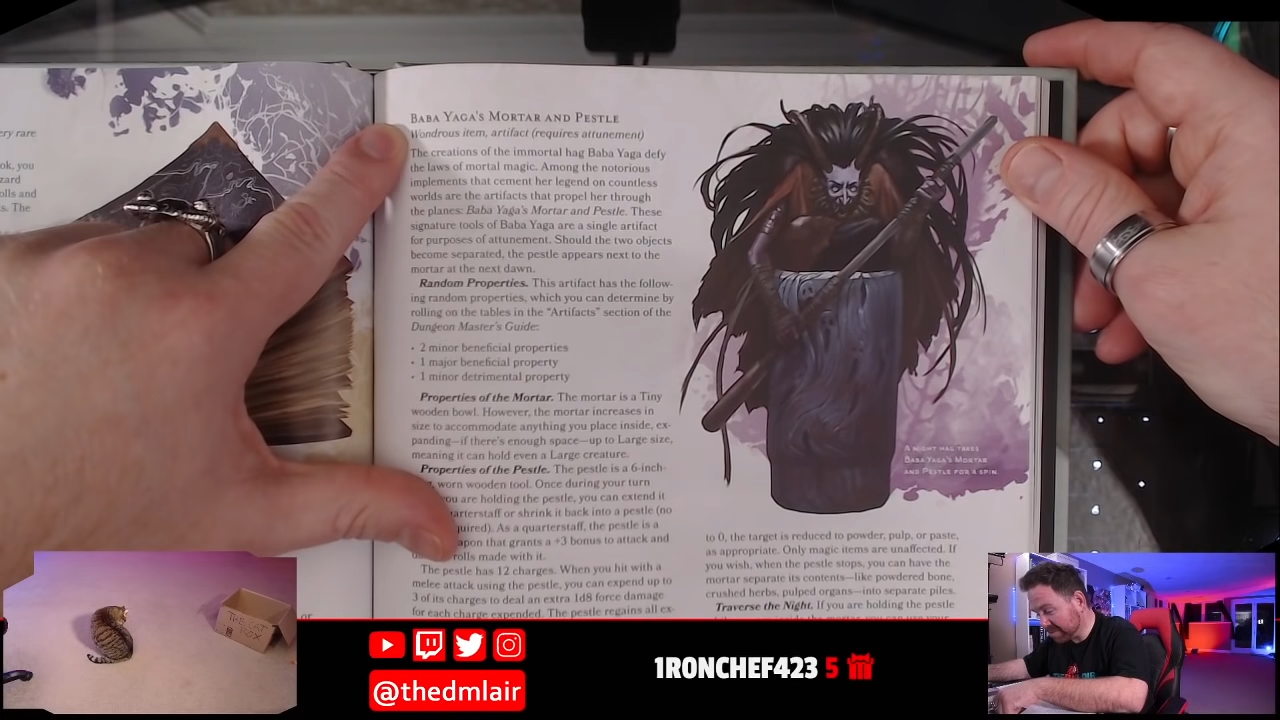 ery rare
ok, you
zard
olls and
s. The
BABA YAGA'S MORTAR AND PESTLE
Wondrous item, artifact (requires attunement)
The creations of the immortal hag Baba Yaga defy
the laws of mortal magic. Among the notorious
implements that cement her legend on countless
worlds are the artifacts that propel her through
the planes: Baba Yaga's Mortar and Pestle. These
signature tools of Baba Yaga are a single artifact
for purposes of attunement. Should the two objects
become separated, the pestle appears next to the
mortar at the next dawn.
Random Properties. This artifact has the follow-
ing random properties, which you can determine by
rolling on the tables in the "Artifacts" section of the
Dungeon Master's Guide:
• 2 minor beneficial properties
• 1 major beneficial property
• 1 minor detrimental property
Properties of the Mortar. The mortar is a Tiny
wooden bowl. However, the mortar increases in
size to accommodate anything you place inside, ex-
panding—if there's enough space—up to Large size,
meaning it can hold even a Large creature.
Properties of the Pestle. The pestle is a 6-inch-
worn wooden tool. Once during your turn
you are holding the pestle, you can extend it
arterstaff or shrink it back into a pestle (no
quired). As a quarterstaff, the pestle is a
apon that grants a +3 bonus to attack and
rolls made with it.
The pestle has 12 charges. When you hit with a
melee attack using the pestle, you can expend up to
3 of its charges to deal an extra 1d8 force damage
for each charge expended. The pestle regains all ex-
A NIGHT HAG TAKES
BABA YAGA'S MORTAR
AND PESTLE FOR A SPIN.
to 0, the target is reduced to powder, pulp, or paste,
as appropriate. Only magic items are unaffected. If
you wish, when the pestle stops, you can have the
mortar separate its contents—like powdered bone,
crushed herbs, pulped organs—into separate piles.
Traverse the Night. If you are holding the pestle
or
THE CAT
BOX
@thedmlair
1RONCHEF423 5